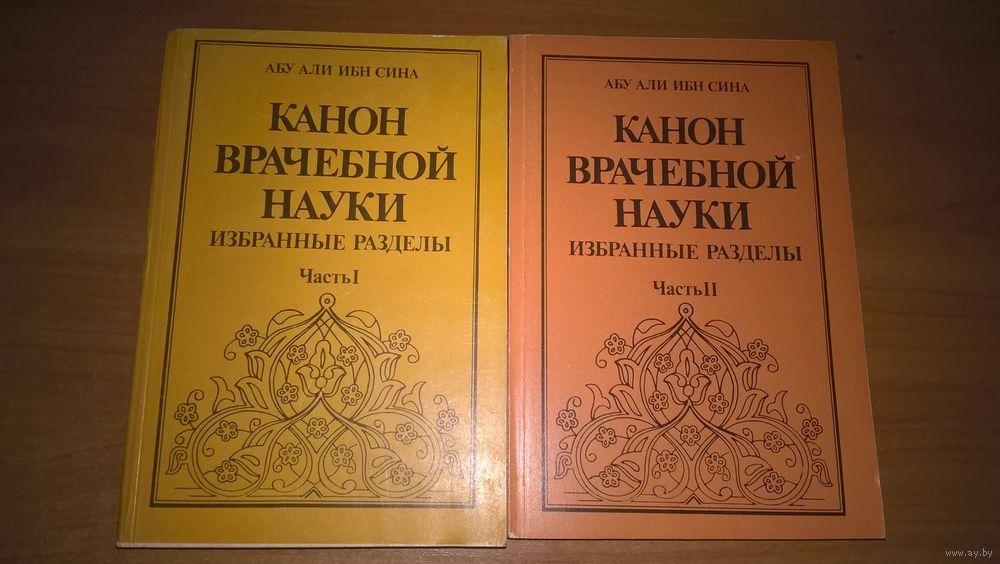 АБУ АЛИ ИБН СИНА
КАНОН
ВРАЧЕБНОЙ
НАУКИ
ИЗБРАННЫЕ РАЗДЕЛЫ
Часть I
АБУ АЛИ ИБН СИНА
КАНОН
ВРАЧЕБНОЙ
НАУКИ
ИЗБРАННЫЕ РАЗДЕЛЫ
Часть II
www.ay.by